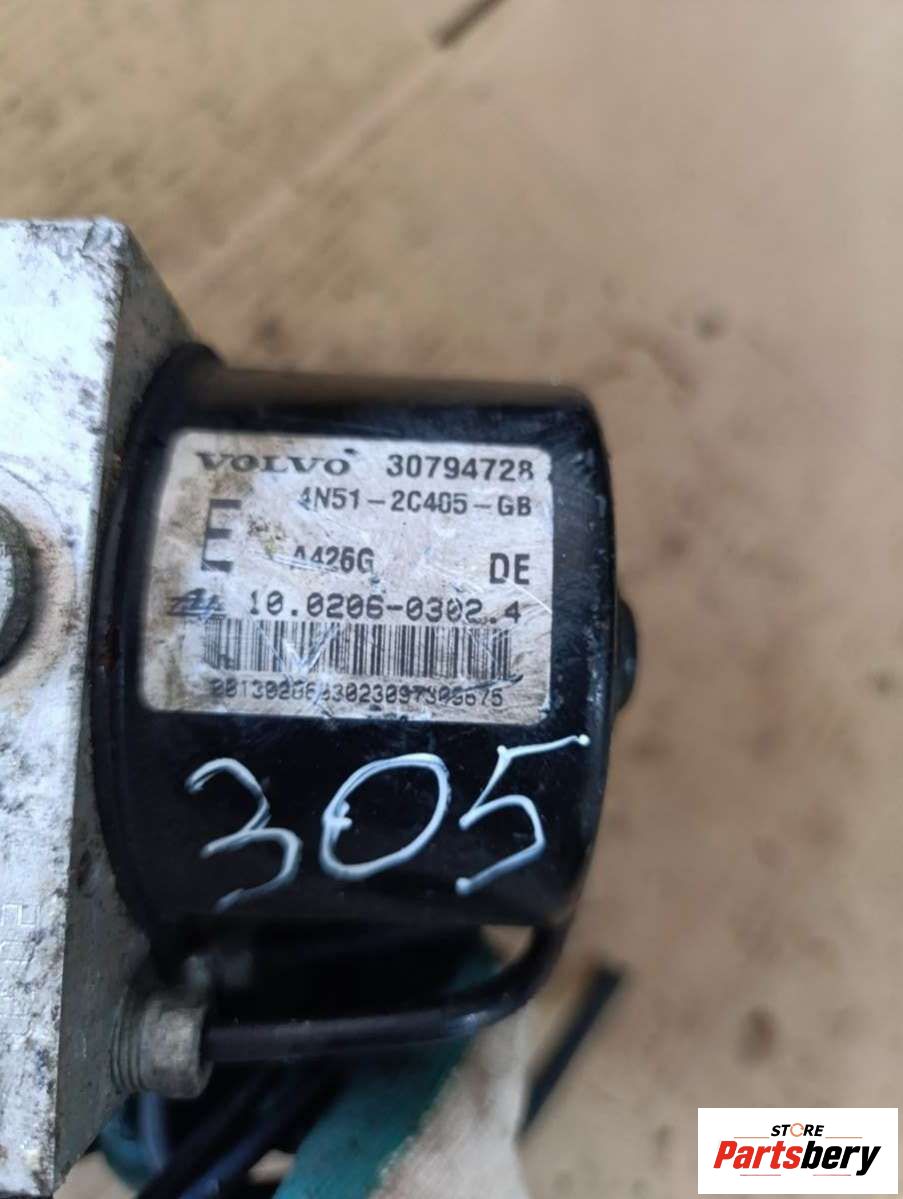 VOLVO 30794728
E 4N51-2C405-GB
A426G DE
10.0206-0302.4
305
STORE
Partsbery